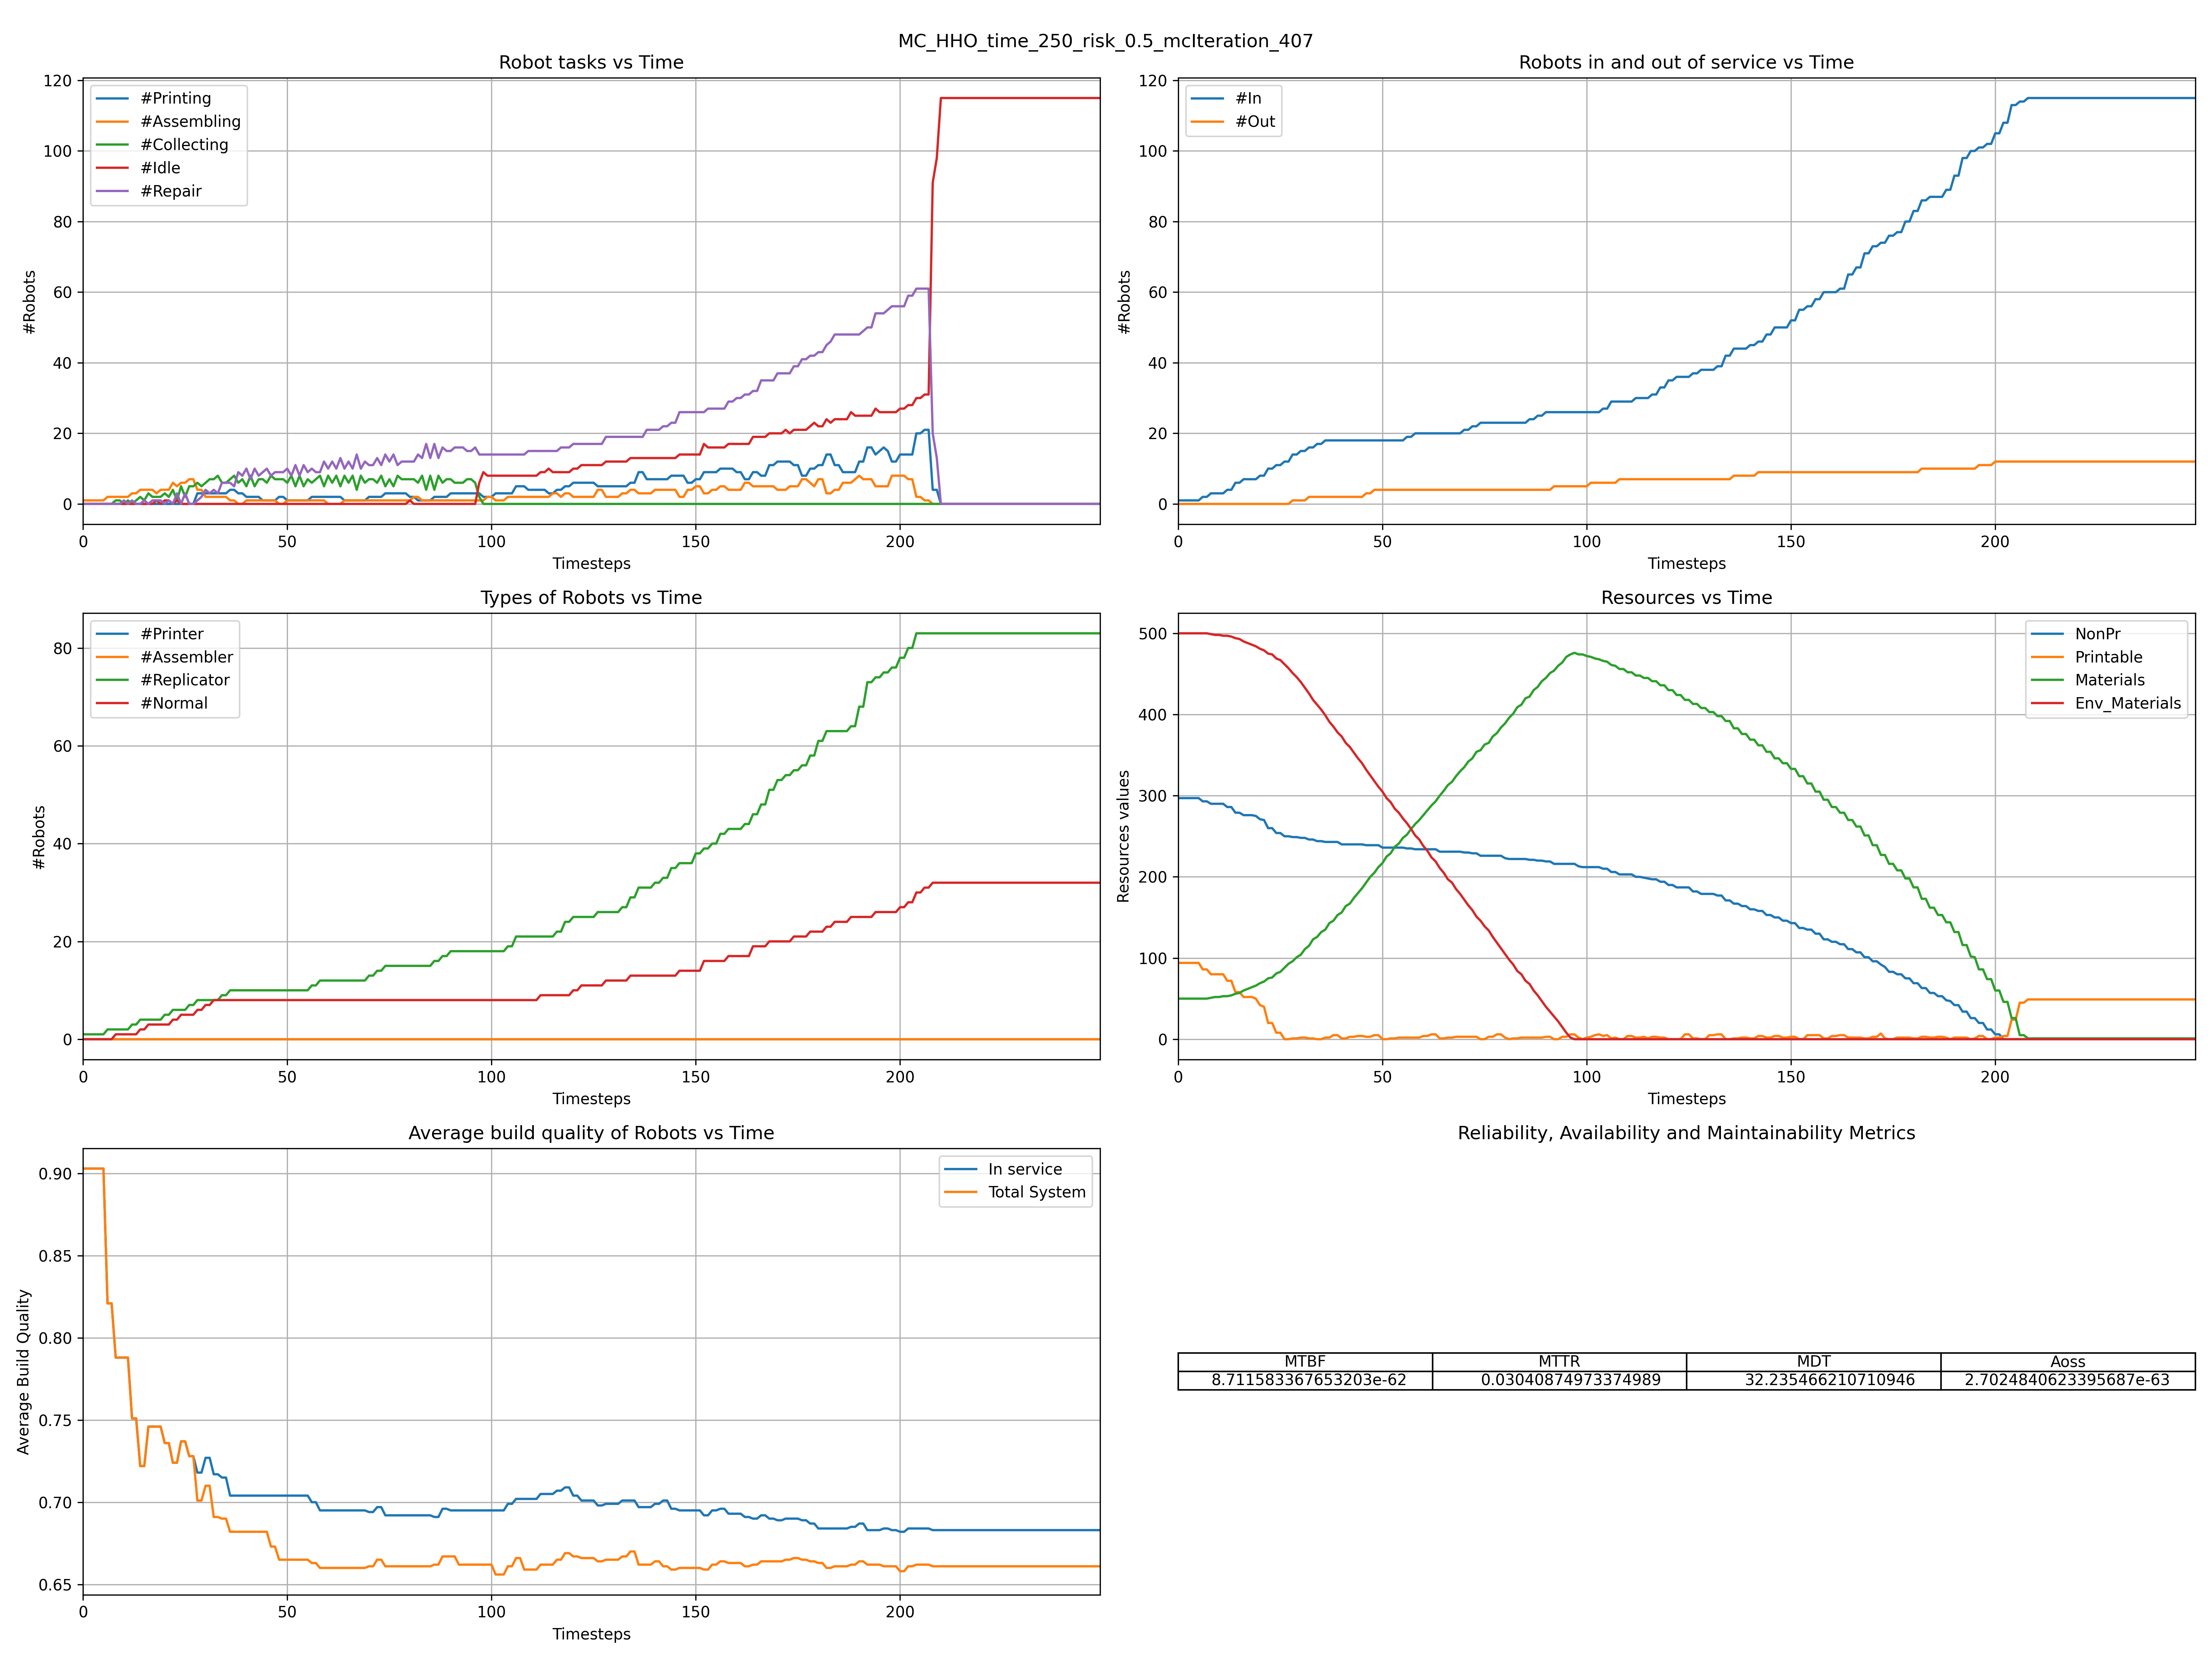 MC_HHO_time_250_risk_0.5_mcIteration_407
Robot tasks vs Time
#Printing
#Assembling
#Collecting
#Idle
#Repair
120
100
80
60
40
20
0
#Robots
0 50 100 150 200
Timesteps
Robots in and out of service vs Time
#In
#Out
120
100
80
60
40
20
0
#Robots
0 50 100 150 200
Timesteps
Types of Robots vs Time
#Printer
#Assembler
#Replicator
#Normal
80
60
40
20
0
#Robots
0 50 100 150 200
Timesteps
Resources vs Time
NonPr
Printable
Materials
Env_Materials
500
400
300
200
100
0
Resources values
0 50 100 150 200
Timesteps
Average build quality of Robots vs Time
In service
Total System
0.90
0.85
0.80
0.75
0.70
0.65
Average Build Quality
0 50 100 150 200
Timesteps
Reliability, Availability and Maintainability Metrics
MTBF MTTR MDT Aoss
8.711583367653203e-62 0.03040874973374989 32.235466210710946 2.7024840623395687e-63